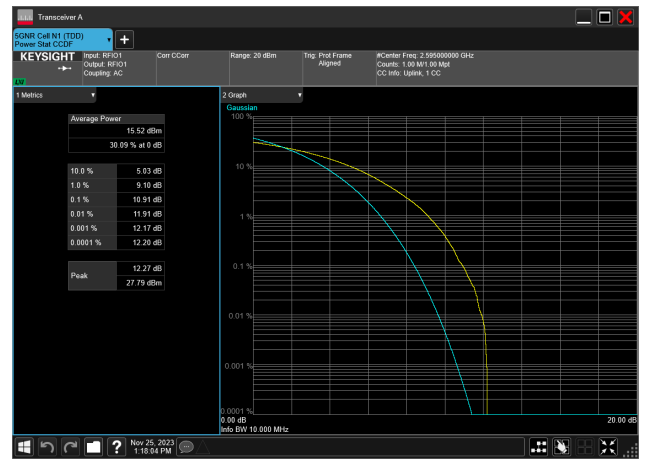 Transceiver A
5GNR Cell N1 (TDD)
Power Stat CCDF
KEYSIGHT
Input: RFIO1
Output: RFIO1
Coupling: AC
Corr CCorr
Range: 20 dBm
Trig: Prot Frame
Aligned
#Center Freq: 2.595000000 GHz
Counts: 1.00 M/1.00 Mpt
CC Info: Uplink, 1 CC
1 Metrics
Average Power
15.52 dBm
30.09 % at 0 dB
10.0 % 5.03 dB
1.0 % 9.10 dB
0.1 % 10.91 dB
0.01 % 11.91 dB
0.001 % 12.17 dB
0.0001 % 12.20 dB
Peak 12.27 dB
27.79 dBm
2 Graph
Gaussian
100 %
10 %
1 %
0.1 %
0.01 %
0.001 %
0.0001 %
0.00 dB 20.00 dB
Info BW 10.000 MHz
Nov 25, 2023
1:18:04 PM